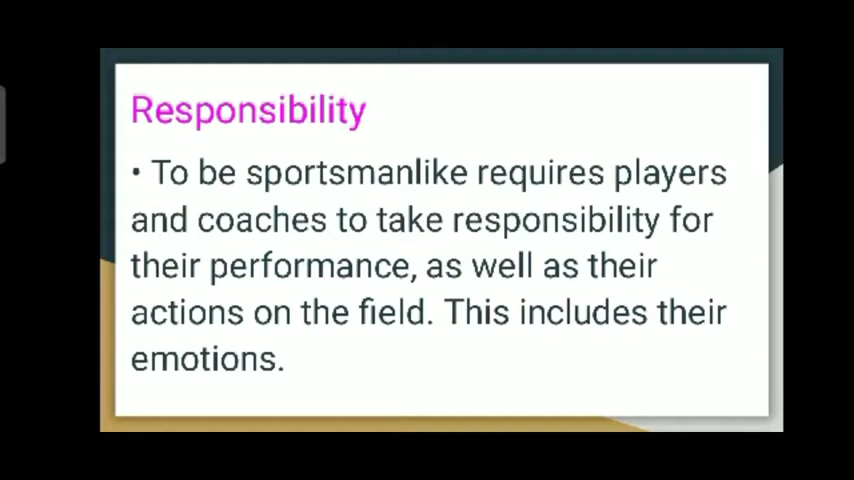 Responsibility
• To be sportsmanlike requires players
and coaches to take responsibility for
their performance, as well as their
actions on the field. This includes their
emotions.